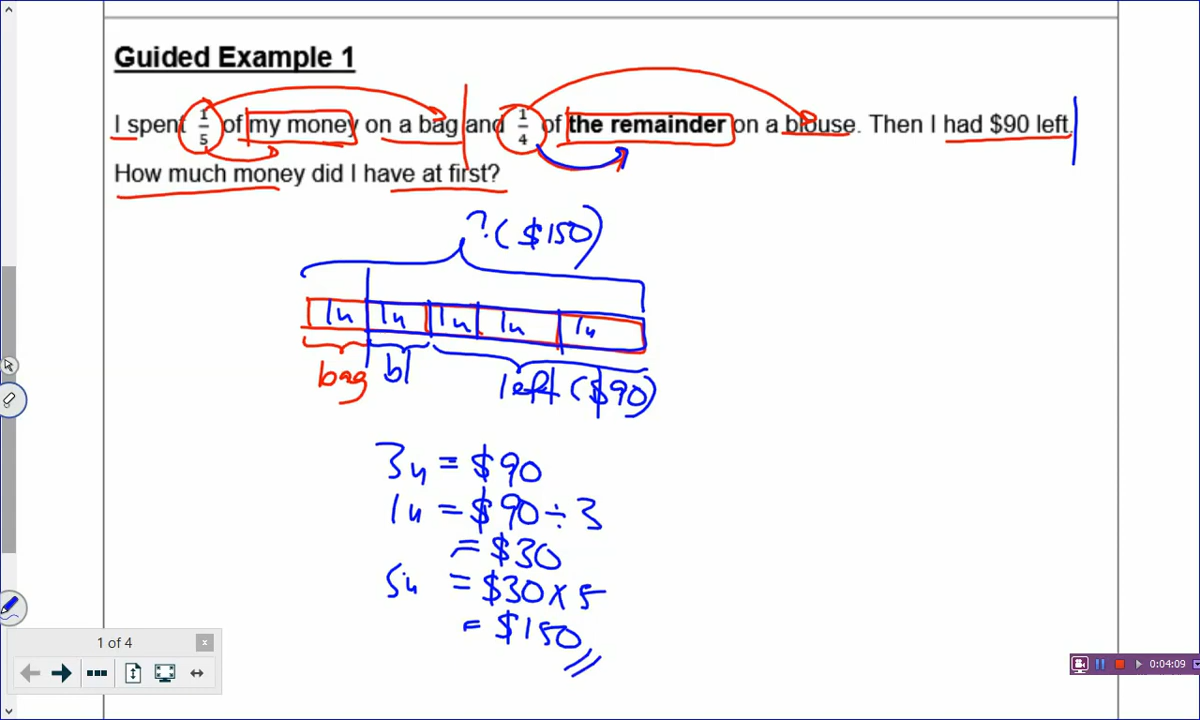 Guided Example 1
I spent 1/5 of my money on a bag and 1/4 of the remainder on a blouse. Then I had $90 left.
How much money did I have at first?
? ($150)
1u 1u 1u 1u 1u
bag bl left ($90)
3u = $90
1u = $90 ÷ 3
= $30
5u = $30 × 5
= $150
1 of 4
0:04:09